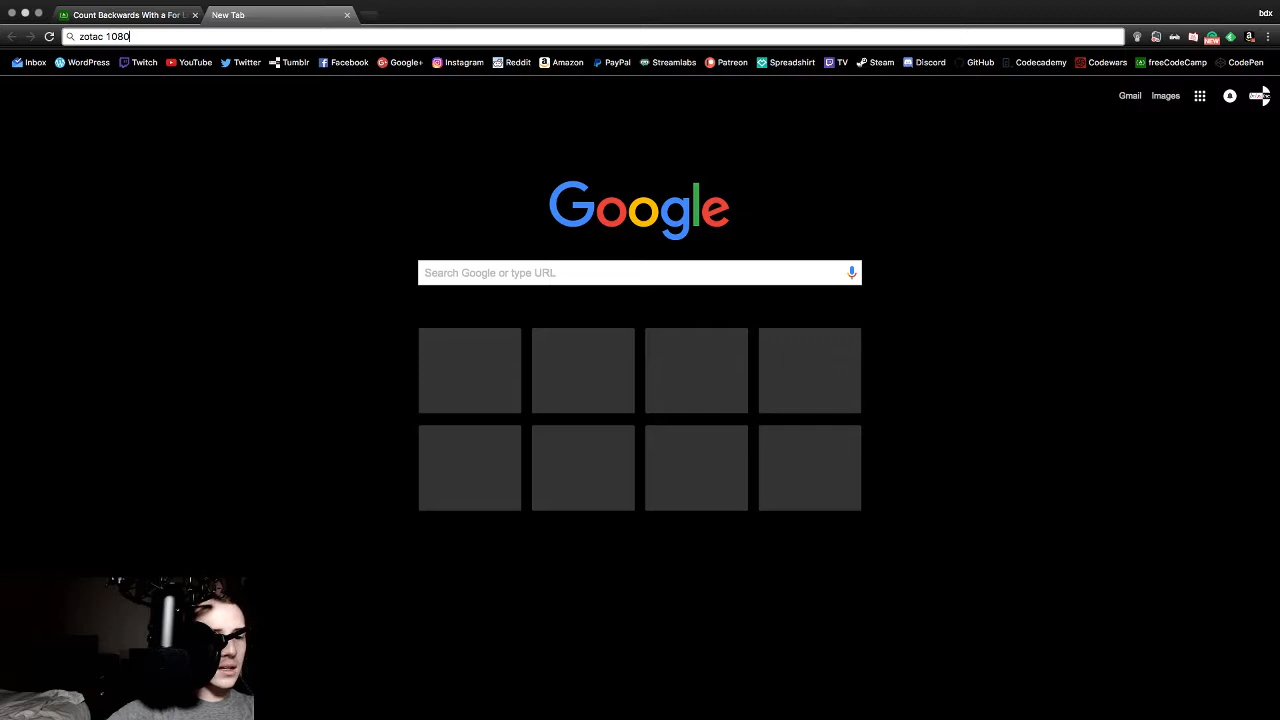 Count Backwards With a For L
New Tab
bdx
zotac 1080
NEW
Inbox WordPress Twitch YouTube Twitter Tumblr Facebook Google+ Instagram Reddit Amazon PayPal Streamlabs Patreon Spreadshirt TV Steam Discord GitHub Codecademy Codewars freeCodeCamp CodePen
Gmail Images
Google
Search Google or type URL